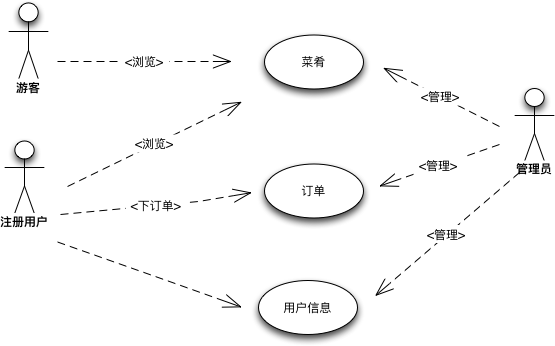 游客
<浏览>
菜肴
<管理>
<浏览>
注册用户
<下订单>
订单
<管理>
管理员
<管理>
用户信息